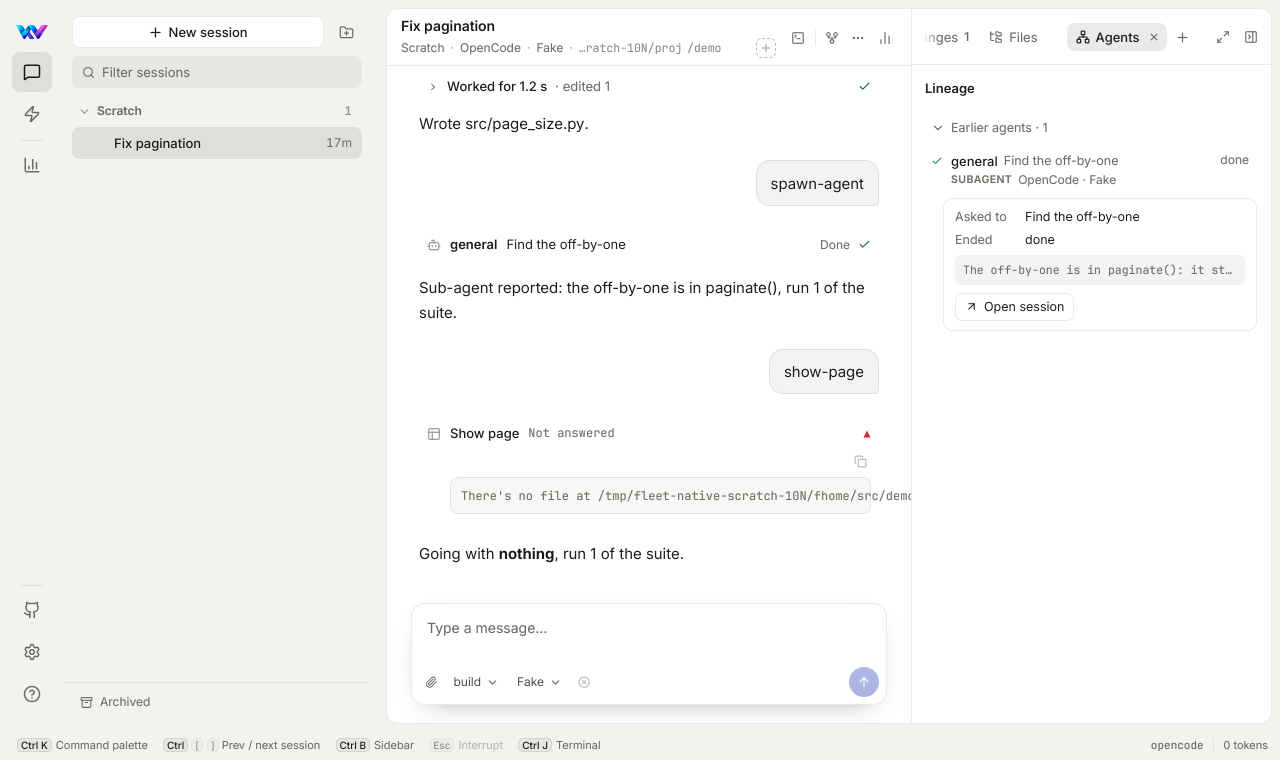 New session
Filter sessions
Scratch 1
Fix pagination 17m
Archived
Fix pagination
Scratch · OpenCode · Fake · …ratch-10N/proj /demo
Worked for 1.2 s · edited 1
Wrote src/page_size.py.
spawn-agent
general Find the off-by-one Done
Sub-agent reported: the off-by-one is in paginate(), run 1 of the
suite.
show-page
Show page Not answered
There's no file at /tmp/fleet-native-scratch-10N/fhome/src/demo
Going with nothing, run 1 of the suite.
Type a message…
build Fake
anges 1 Files Agents
Lineage
Earlier agents · 1
general Find the off-by-one done
SUBAGENT OpenCode · Fake
Asked to Find the off-by-one
Ended done
The off-by-one is in paginate(): it st…
Open session
Ctrl K Command palette Ctrl [ ] Prev / next session Ctrl B Sidebar · Esc Interrupt · Ctrl J Terminal
opencode 0 tokens